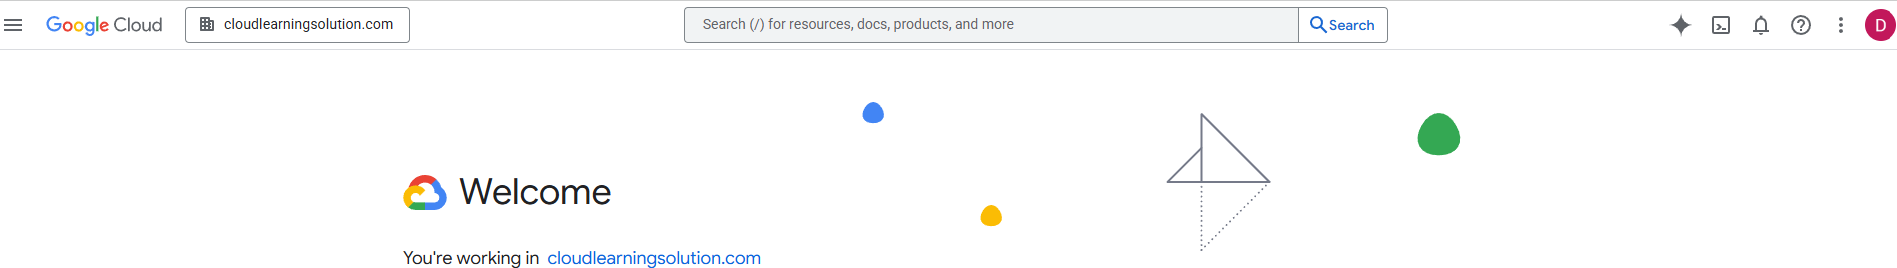 Google Cloud
cloudlearningsolution.com
Search (/) for resources, docs, products, and more
Search
D
Welcome
You're working in cloudlearningsolution.com